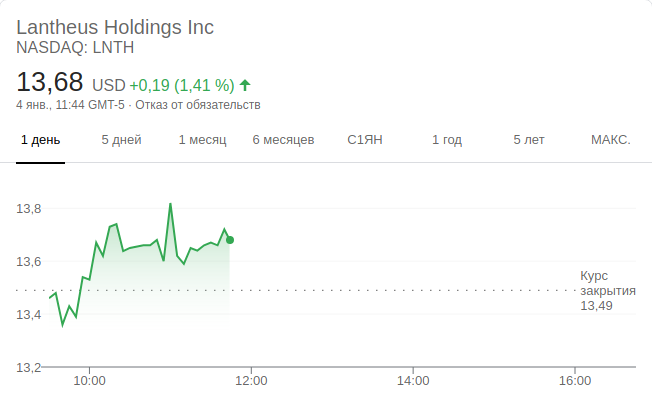 Lantheus Holdings Inc
NASDAQ: LNTH
13,68 USD +0,19 (1,41 %)
4 янв., 11:44 GMT-5 · Отказ от обязательств
1 день 5 дней 1 месяц 6 месяцев С1ЯН 1 год 5 лет МАКС.
13,8
13,6
Курс
закрытия
13,49
13,4
13,2
10:00 12:00 14:00 16:00